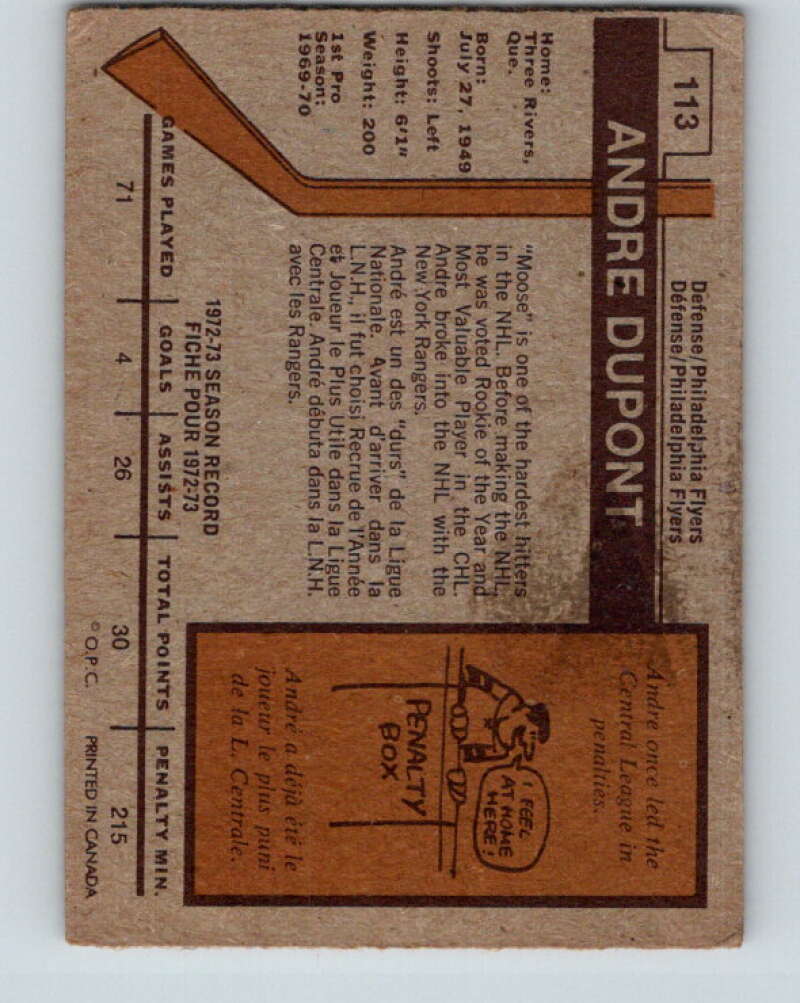 113
Defense/Philadelphia Flyers
Défense/Philadelphia Flyers
ANDRE DUPONT
Home:
Three Rivers,
Que.
Born:
July 27, 1949
Shoots: Left
Height: 6'1"
Weight: 200
1st Pro
Season:
1969-70
"Moose" is one of the hardest hitters
in the NHL. Before making the NHL,
he was voted Rookie of the Year and
Most Valuable Player in the CHL.
Andre broke into the NHL with the
New York Rangers.
André est un des "durs" de la Ligue
Nationale. Avant d'arriver dans la
L.N.H., il fut choisi Recrue de l'Année
et Joueur le Plus Utile dans la Ligue
Centrale. André débuta dans la L.N.H.
avec les Rangers.
Andre once led the
Central League in
penalties.
I FEEL
AT HOME
HERE!
PENALTY
BOX
André a déjà été le
joueur le plus puni
de la L. Centrale.
1972-73 SEASON RECORD
FICHE POUR 1972-73
GAMES PLAYED GOALS ASSISTS TOTAL POINTS PENALTY MIN.
71 4 26 30 215
© O.P.C. PRINTED IN CANADA